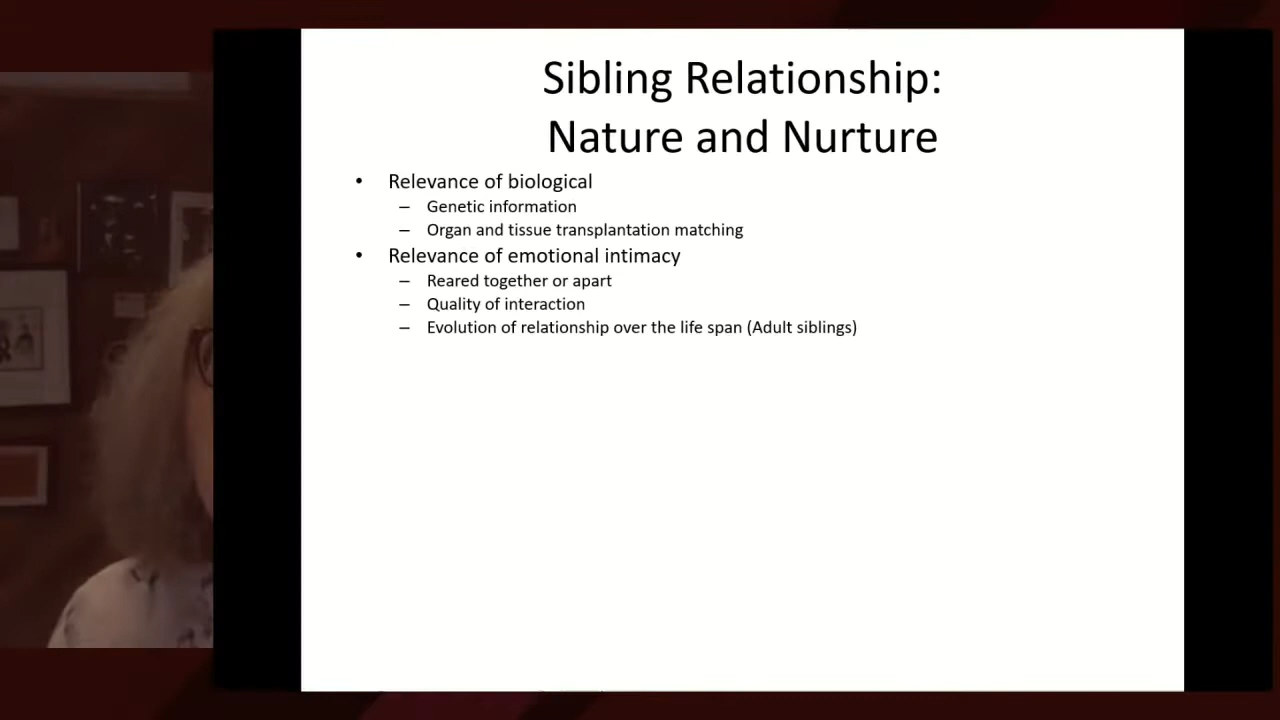 Sibling Relationship:
Nature and Nurture
• Relevance of biological
– Genetic information
– Organ and tissue transplantation matching
• Relevance of emotional intimacy
– Reared together or apart
– Quality of interaction
– Evolution of relationship over the life span (Adult siblings)